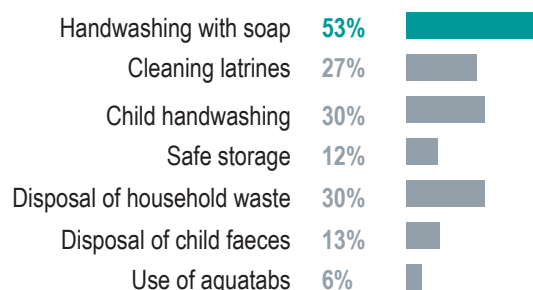 Handwashing with soap 53%
Cleaning latrines 27%
Child handwashing 30%
Safe storage 12%
Disposal of household waste 30%
Disposal of child faeces 13%
Use of aquatabs 6%